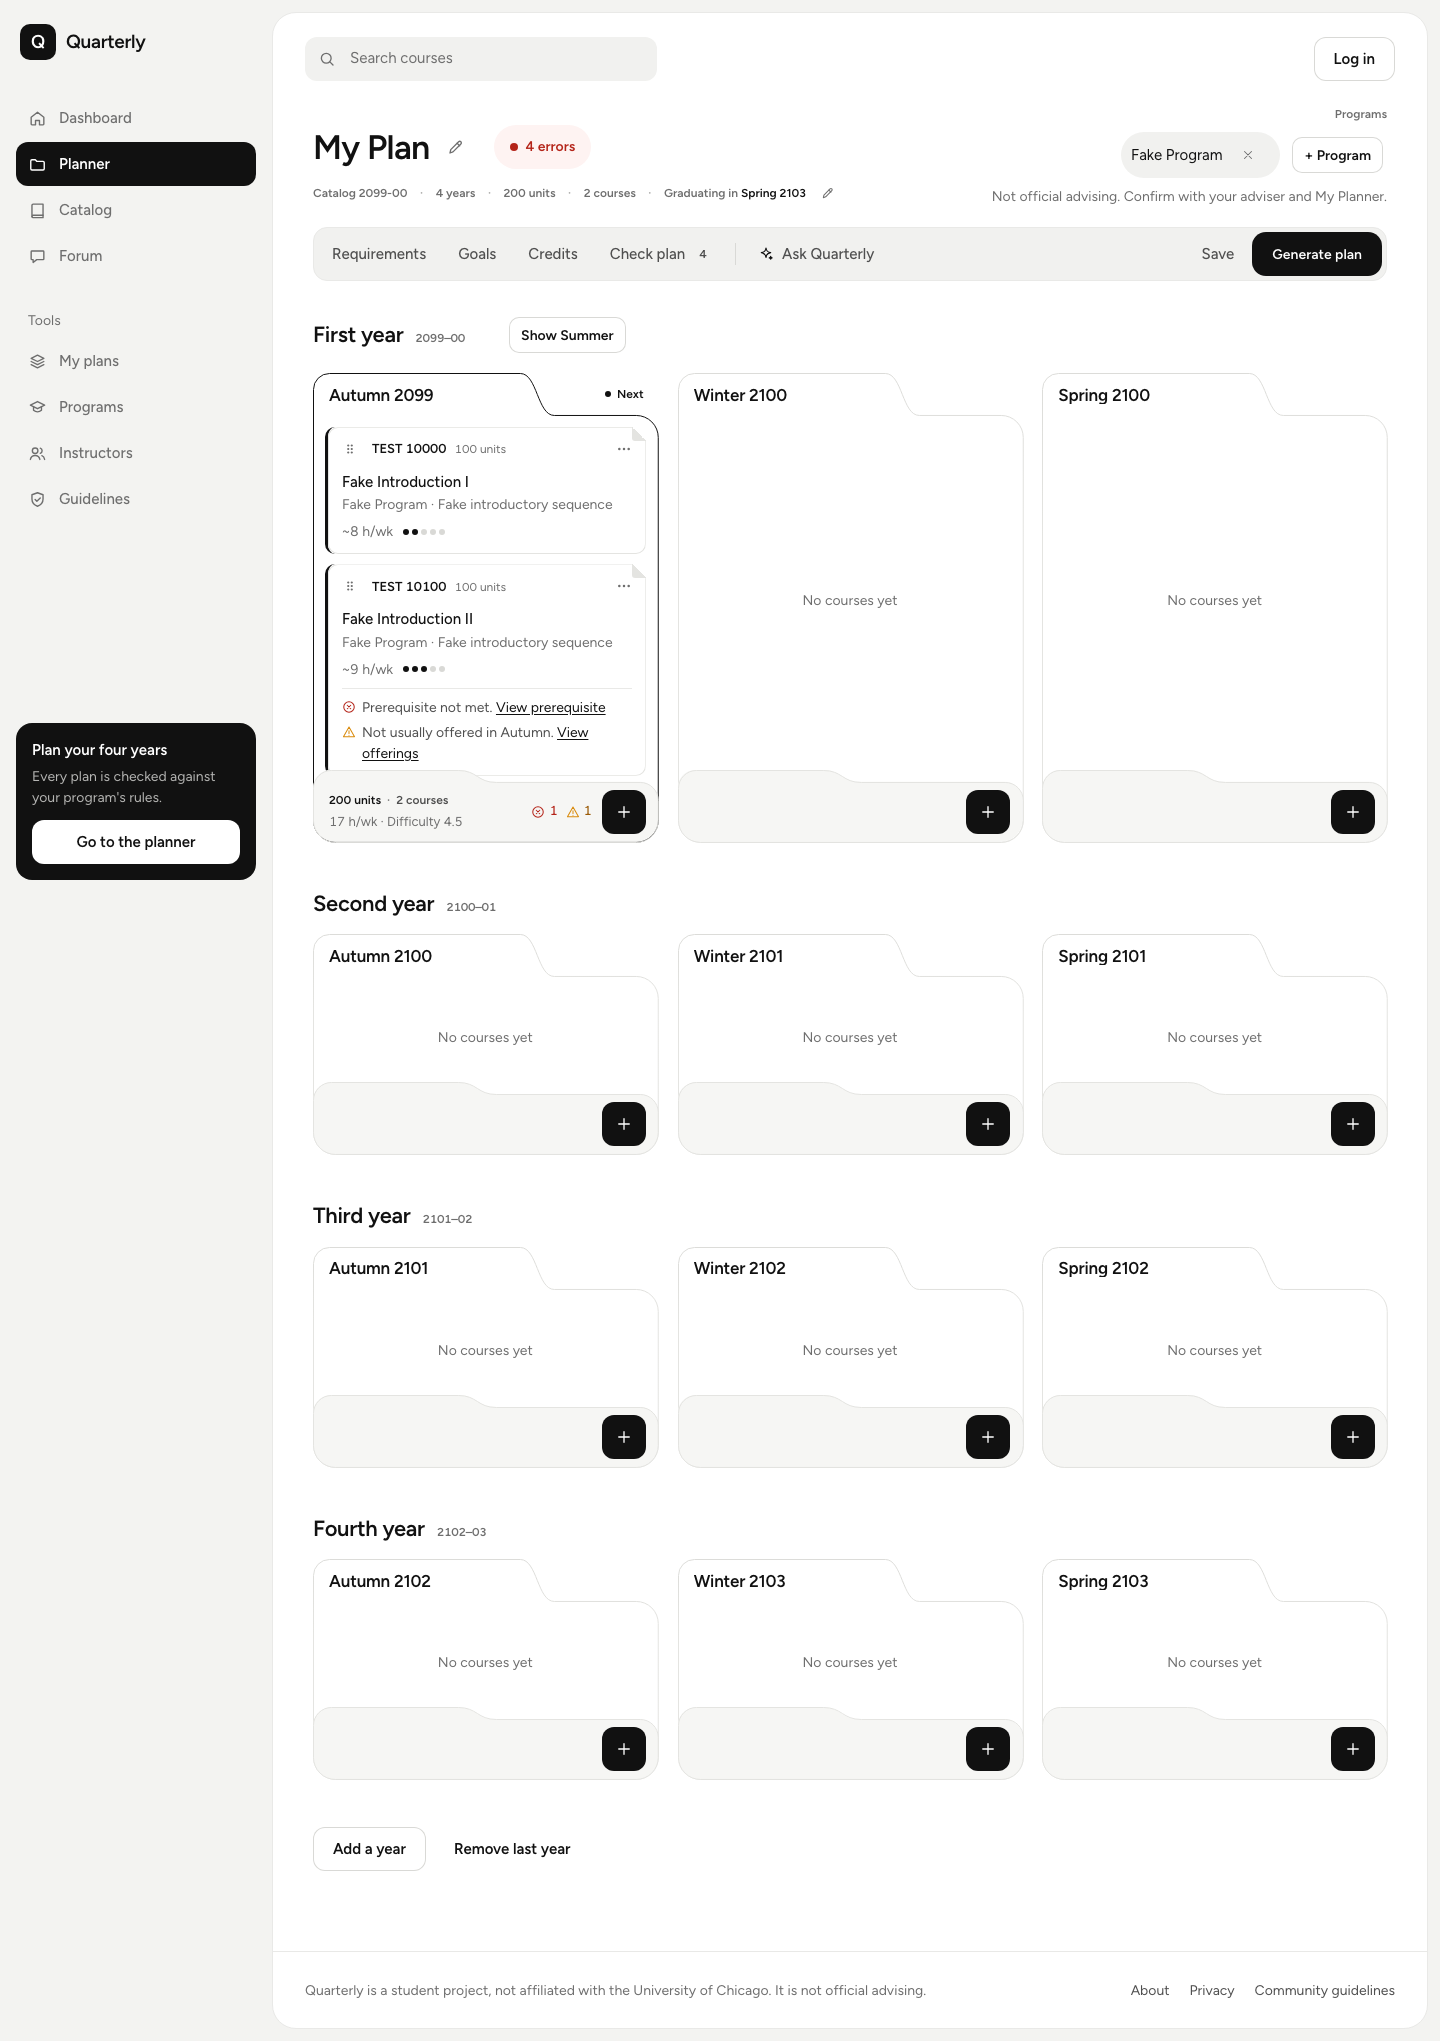 Q Quarterly
Dashboard
Planner
Catalog
Forum
Tools
My plans
Programs
Instructors
Guidelines
Plan your four years
Every plan is checked against
your program's rules.
Go to the planner
Search courses
Log in
My Plan
4 errors
Programs
Fake Program
+ Program
Catalog 2099-00 · 4 years · 200 units · 2 courses · Graduating in Spring 2103
Not official advising. Confirm with your adviser and My Planner.
Requirements Goals Credits Check plan 4 Ask Quarterly Save Generate plan
First year 2099–00 Show Summer
Autumn 2099 Next
TEST 10000 100 units
Fake Introduction I
Fake Program · Fake introductory sequence
~8 h/wk
TEST 10100 100 units
Fake Introduction II
Fake Program · Fake introductory sequence
~9 h/wk
Prerequisite not met. View prerequisite
Not usually offered in Autumn. View
offerings
200 units · 2 courses
17 h/wk · Difficulty 4.5
1 1
Winter 2100
No courses yet
Spring 2100
No courses yet
Second year 2100–01
Autumn 2100
No courses yet
Winter 2101
No courses yet
Spring 2101
No courses yet
Third year 2101–02
Autumn 2101
No courses yet
Winter 2102
No courses yet
Spring 2102
No courses yet
Fourth year 2102–03
Autumn 2102
No courses yet
Winter 2103
No courses yet
Spring 2103
No courses yet
Add a year
Remove last year
Quarterly is a student project, not affiliated with the University of Chicago. It is not official advising.
About Privacy Community guidelines